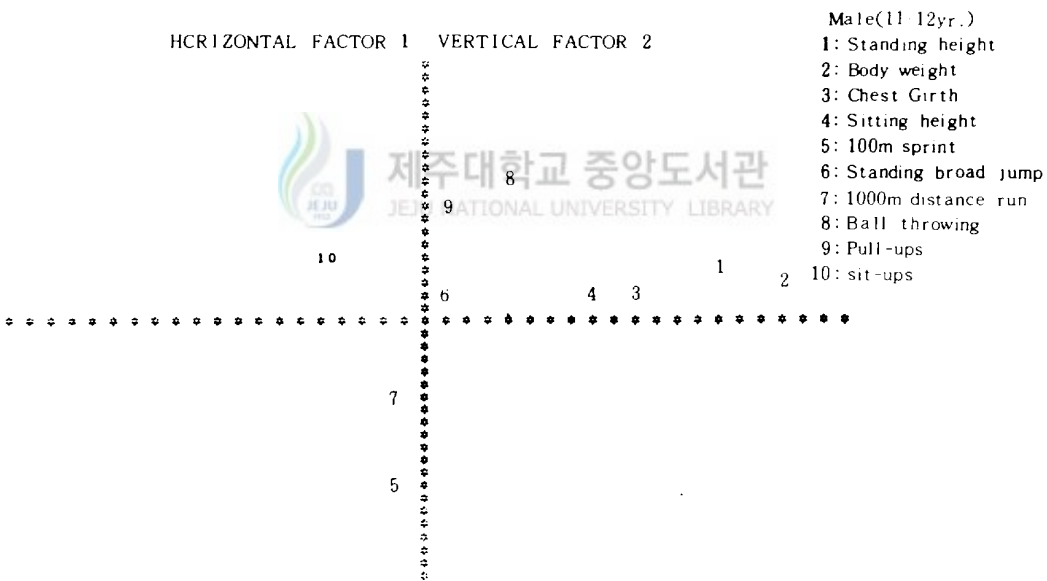 HCRIZONTAL FACTOR 1 VERTICAL FACTOR 2
Male(11-12yr.)
1: Standing height
2: Body weight
3: Chest Girth
4: Sitting height
5: 100m sprint
6: Standing broad jump
7: 1000m distance run
8: Ball throwing
9: Pull-ups
10: sit-ups
제주대학교 중앙도서관
JEJU NATIONAL UNIVERSITY LIBRARY
JEJU
1952
8
9
10
1
2
6 4 3
7
5